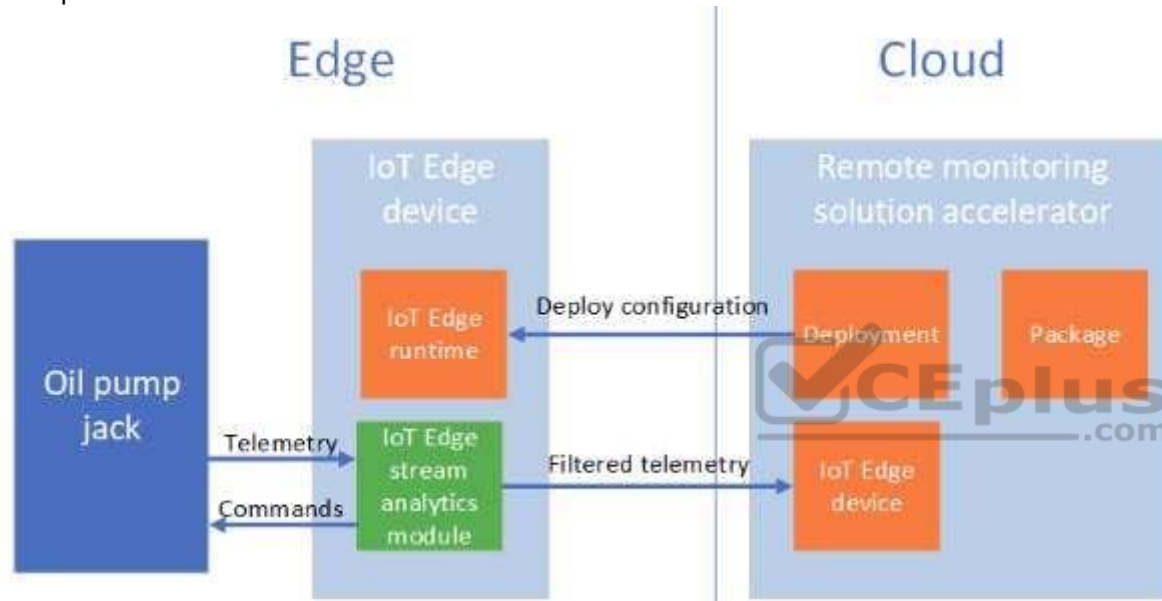 Edge
Cloud
IoT Edge
device
Remote monitoring
solution accelerator
Oil pump
jack
IoT Edge
runtime
Deploy configuration
Deployment
Package
Telemetry
Commands
IoT Edge
stream
analytics
module
Filtered telemetry
IoT Edge
device
CEplus
.com